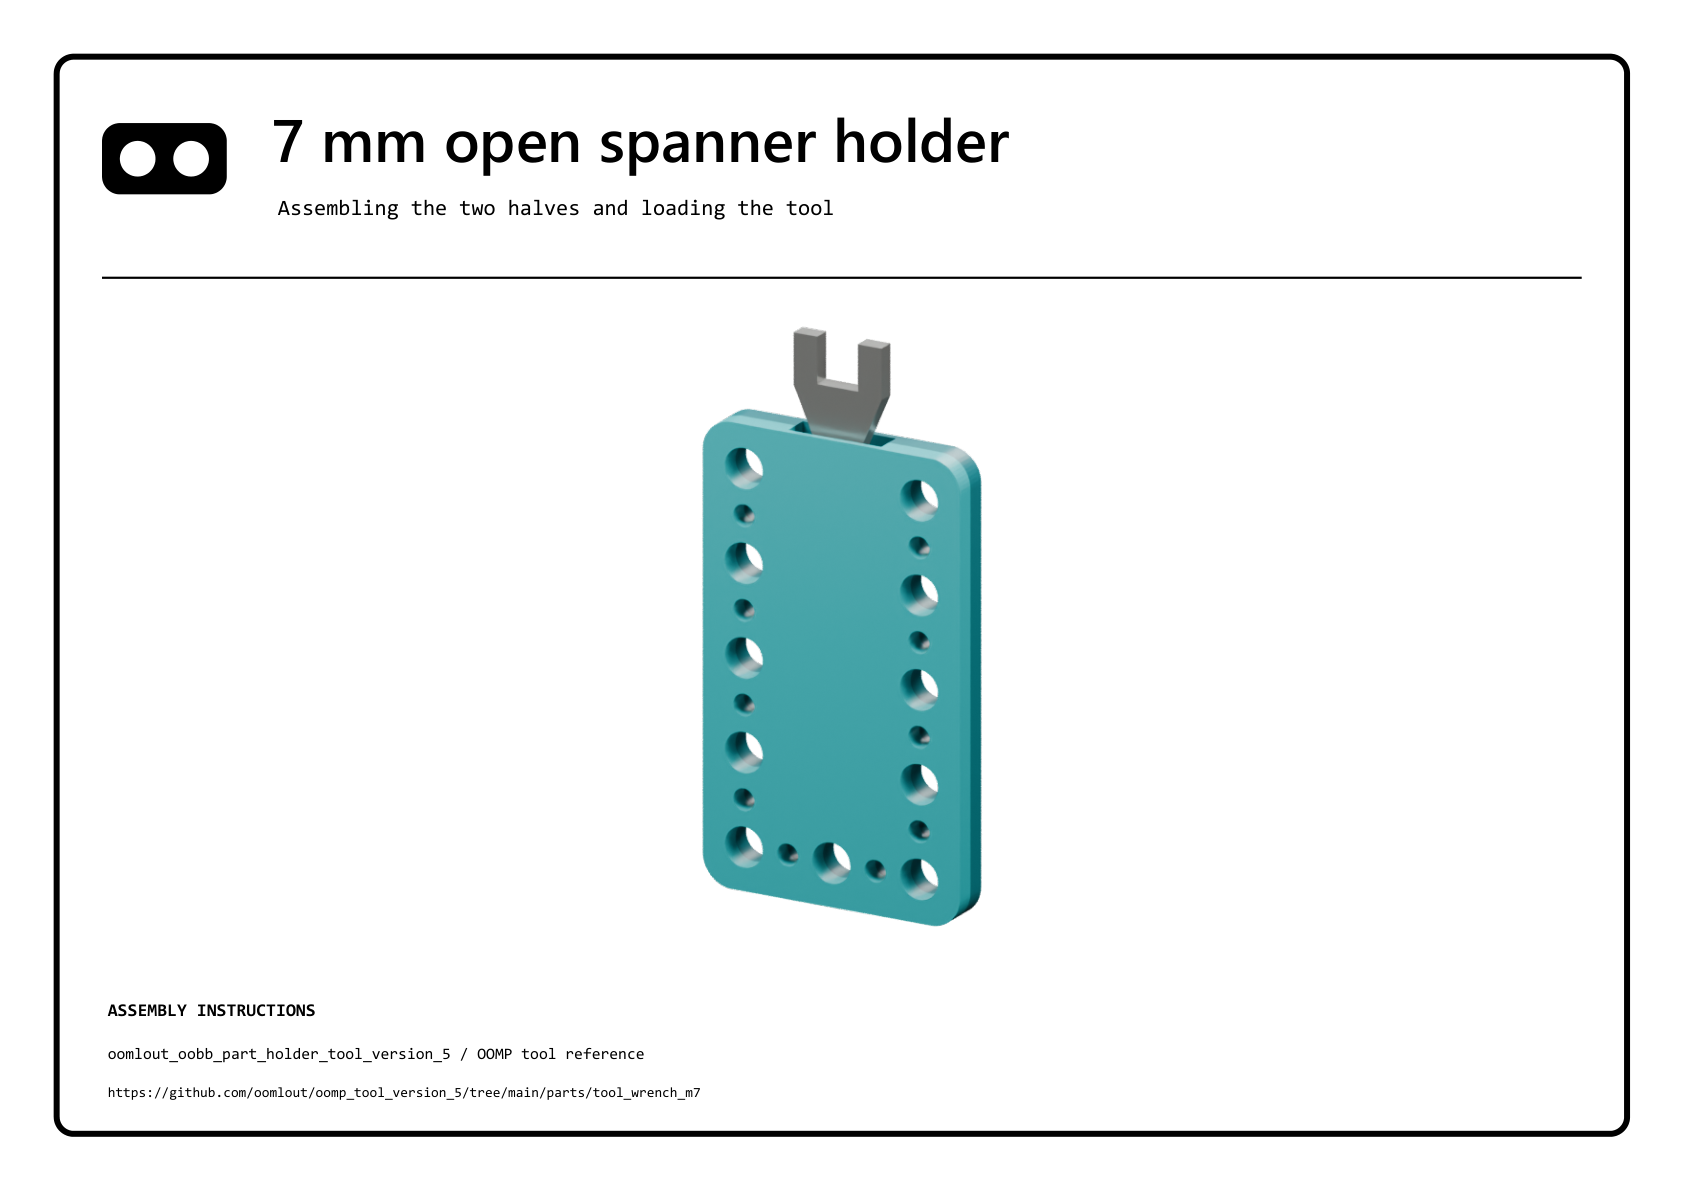 7 mm open spanner holder
Assembling the two halves and loading the tool
ASSEMBLY INSTRUCTIONS
oomlout_oobb_part_holder_tool_version_5 / OOMP tool reference
https://github.com/oomlout/oomp_tool_version_5/tree/main/parts/tool_wrench_m7